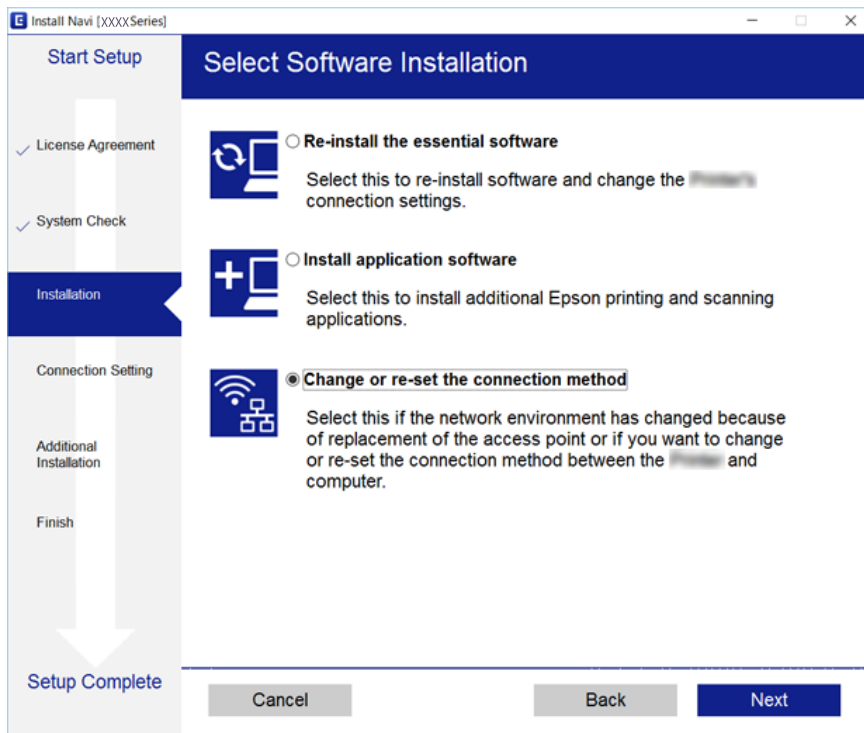 E Install Navi [XXXXSeries]
Start Setup
Select Software Installation
License Agreement
System Check
Installation
Connection Setting
Additional
Installation
Finish
Setup Complete
Re-install the essential software
Select this to re-install software and change the
connection settings.
Install application software
Select this to install additional Epson printing and scanning
applications.
Change or re-set the connection method
Select this if the network environment has changed because
of replacement of the access point or if you want to change
or re-set the connection method between the and
computer.
Cancel
Back
Next